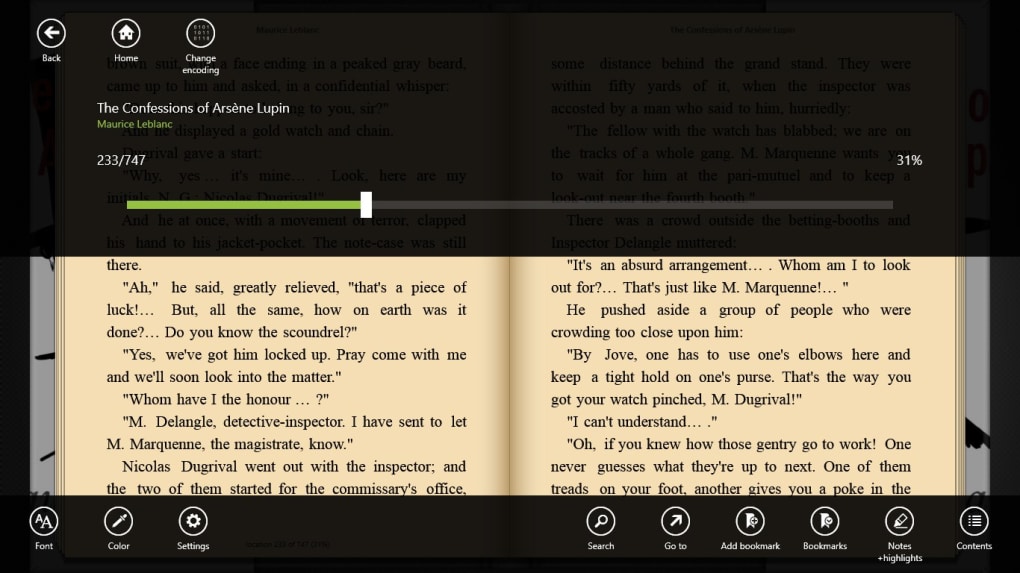 Back
Home
Change
encoding
The Confessions of Arsène Lupin
Maurice Leblanc
233/747
31%
Maurice Leblanc
brown suit, with a face ending in a peaked gray beard,
came up to him and asked, in a confidential whisper:
to you, sir?"
And he displayed a gold watch and chain.
Dugrival gave a start:
"Why, yes ... it's mine... . Look, here are my
initials, N. G.: Nicolas Dugrival!"
And he at once, with a movement of terror, clapped
his hand to his jacket-pocket. The note-case was still
there.
"Ah," he said, greatly relieved, "that's a piece of
luck!... But, all the same, how on earth was it
done?... Do you know the scoundrel?"
"Yes, we've got him locked up. Pray come with me
and we'll soon look into the matter."
"Whom have I the honour ... ?"
"M. Delangle, detective-inspector. I have sent to let
M. Marquenne, the magistrate, know."
Nicolas Dugrival went out with the inspector; and
the two of them started for the commissary's office,
location 233 of 747 (31%)
The Confessions of Arsène Lupin
some distance behind the grand stand. They were
within fifty yards of it, when the inspector was
accosted by a man who said to him, hurriedly:
"The fellow with the watch has blabbed; we are on
the tracks of a whole gang. M. Marquenne wants you
to wait for him at the pari-mutuel and to keep a
look-out near the fourth booth."
There was a crowd outside the betting-booths and
Inspector Delangle muttered:
"It's an absurd arrangement... . Whom am I to look
out for?... That's just like M. Marquenne!... "
He pushed aside a group of people who were
crowding too close upon him:
"By Jove, one has to use one's elbows here and
keep a tight hold on one's purse. That's the way you
got your watch pinched, M. Dugrival!"
"I can't understand... ."
"Oh, if you knew how those gentry go to work! One
never guesses what they're up to next. One of them
treads on your foot, another gives you a poke in the
Font
Color
Settings
Search
Go to
Add bookmark
Bookmarks
Notes
+highlights
Contents